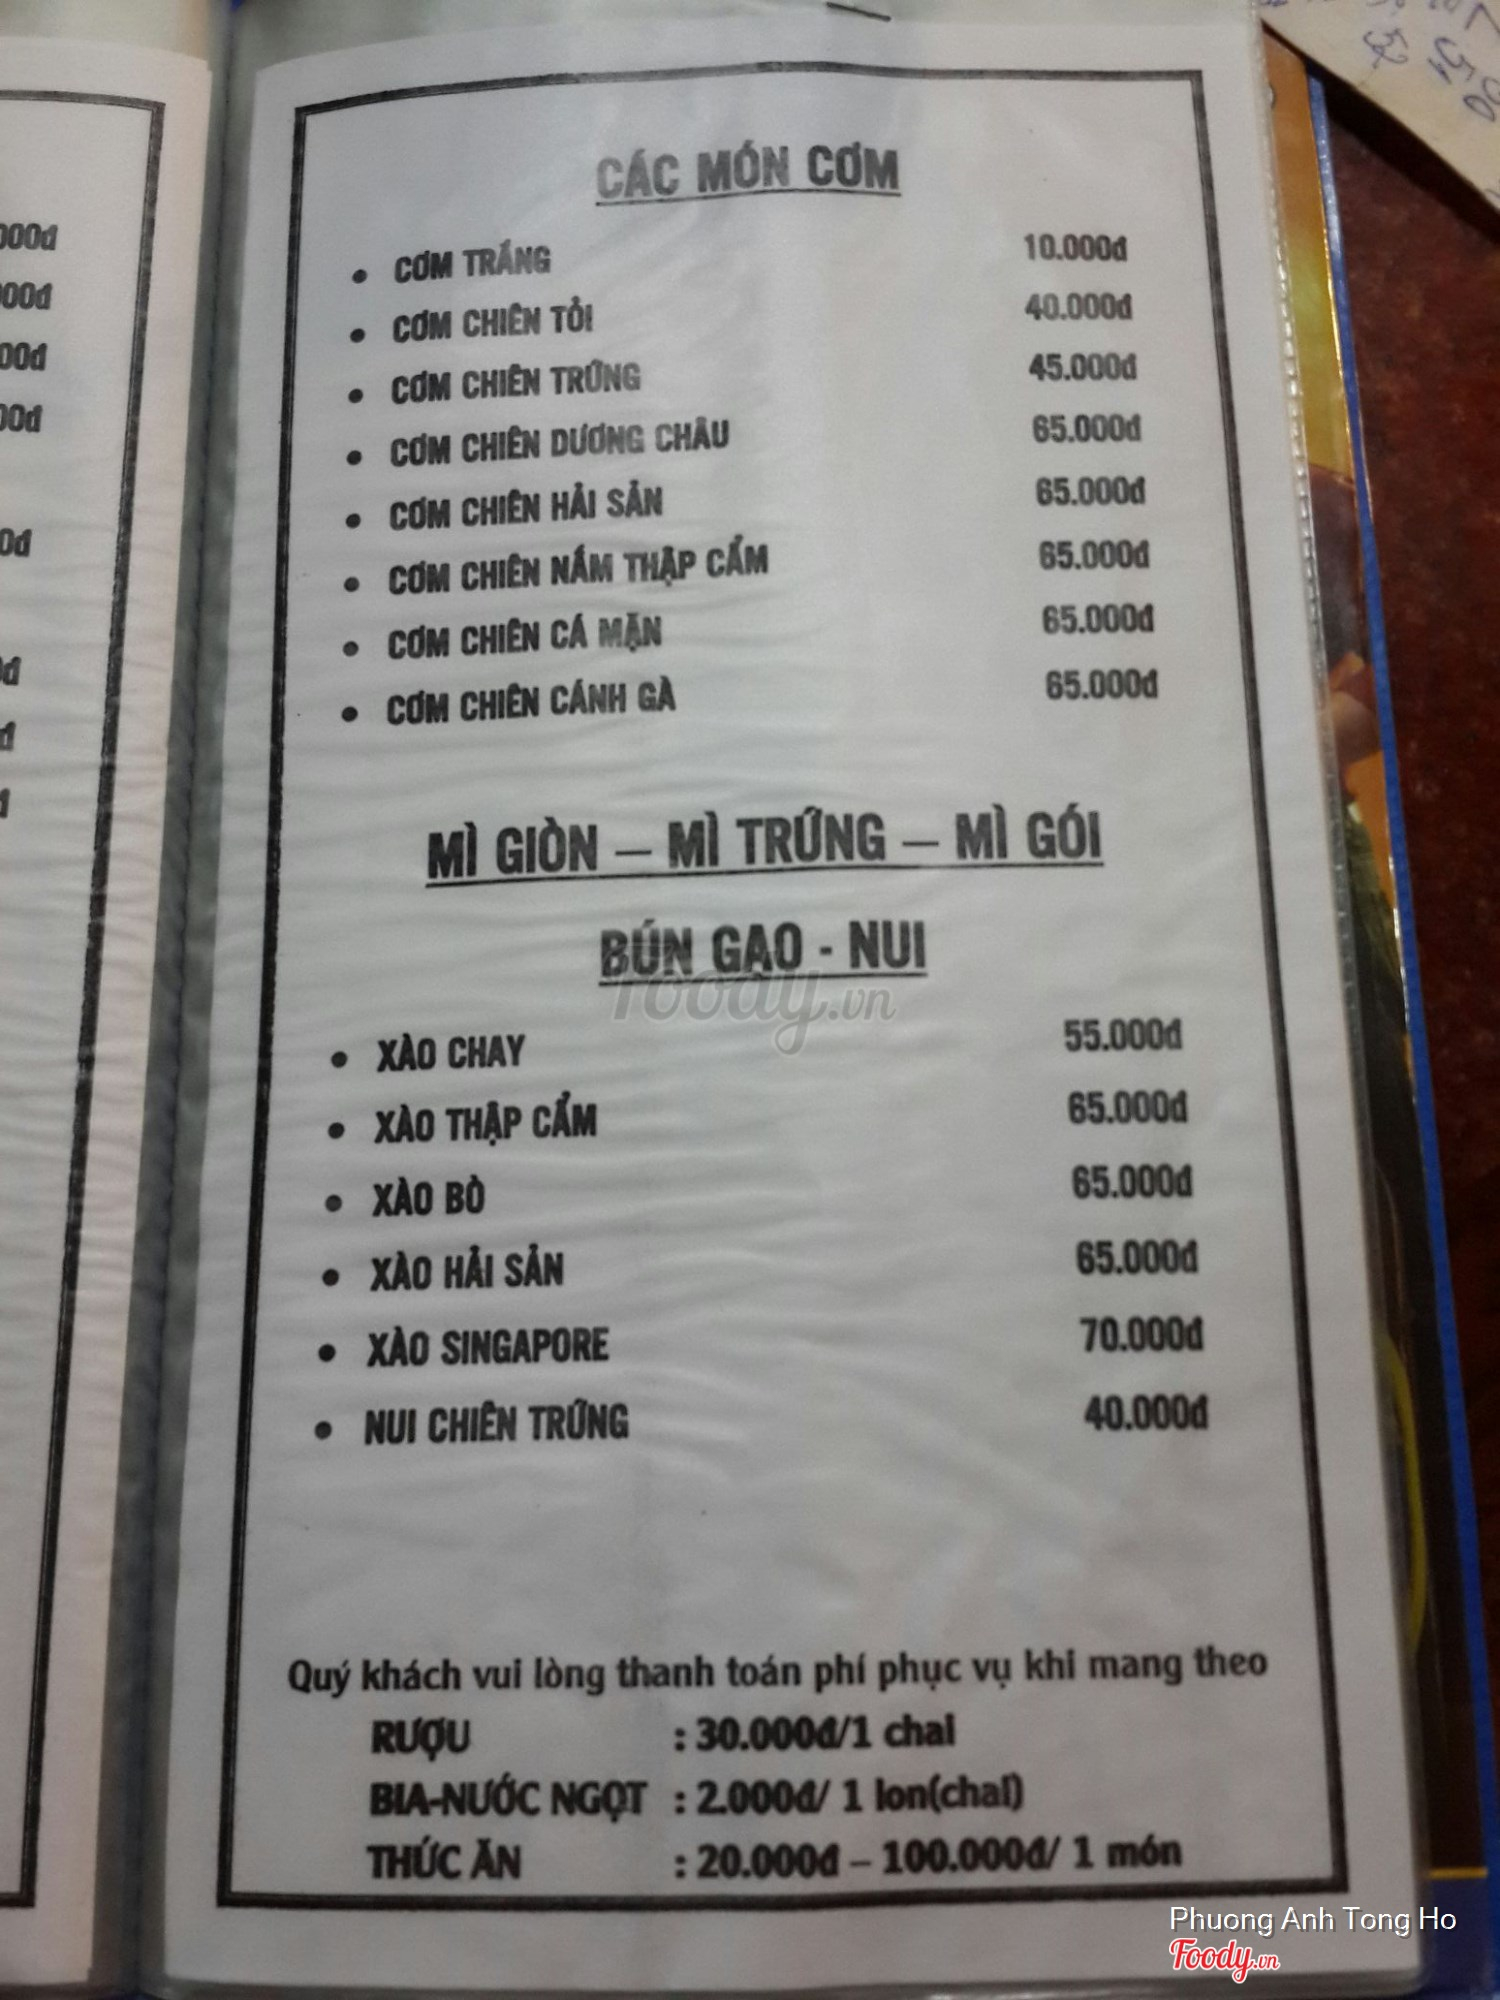 CÁC MÓN CƠM
• CƠM TRẮNG 10.000đ
• CƠM CHIÊN TỎI 40.000đ
• CƠM CHIÊN TRỨNG 45.000đ
• CƠM CHIÊN DƯƠNG CHÂU 65.000đ
• CƠM CHIÊN HẢI SẢN 65.000đ
• CƠM CHIÊN NẤM THẬP CẨM 65.000đ
• CƠM CHIÊN CÁ MẶN 65.000đ
• CƠM CHIÊN CÁNH GÀ 65.000đ
MÌ GIÒN – MÌ TRỨNG – MÌ GÓI
BÚN GẠO - NUI
foody.vn
• XÀO CHAY 55.000đ
• XÀO THẬP CẨM 65.000đ
• XÀO BÒ 65.000đ
• XÀO HẢI SẢN 65.000đ
• XÀO SINGAPORE 70.000đ
• NUI CHIÊN TRỨNG 40.000đ
Quý khách vui lòng thanh toán phí phục vụ khi mang theo
RƯỢU : 30.000đ/1 chai
BIA-NƯỚC NGỌT : 2.000đ/ 1 lon(chai)
THỨC ĂN : 20.000đ – 100.000đ/ 1 món
Phuong Anh Tong Ho
Foody.vn